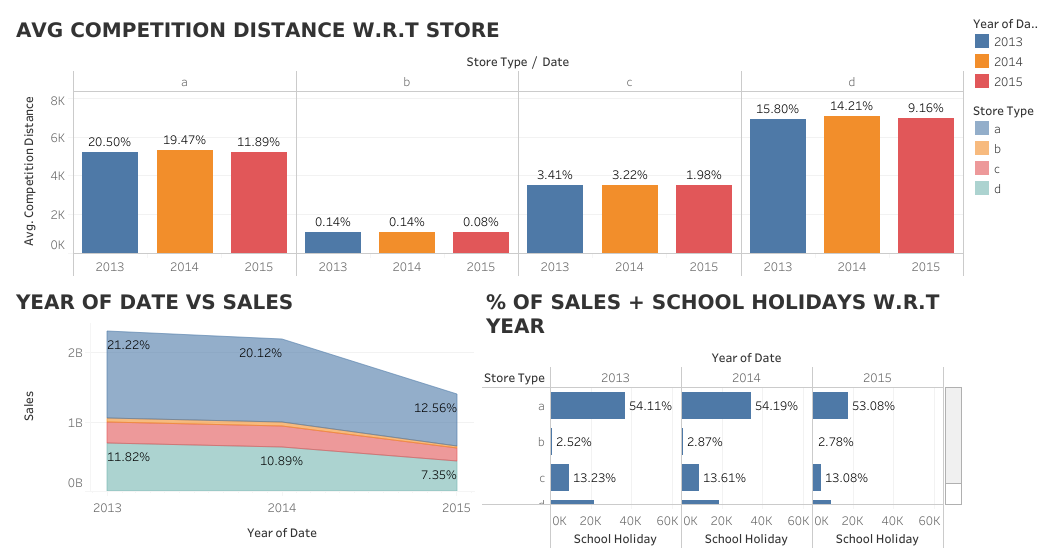 AVG COMPETITION DISTANCE W.R.T STORE
Year of Da..
2013
2014
2015
Store Type
a
b
c
d
Store Type / Date
a b c d
Avg. Competition Distance
8K
6K
4K
2K
0K
20.50% 19.47% 11.89%
0.14% 0.14% 0.08%
3.41% 3.22% 1.98%
15.80% 14.21% 9.16%
2013 2014 2015 2013 2014 2015 2013 2014 2015 2013 2014 2015
YEAR OF DATE VS SALES
Sales
2B
1B
0B
21.22% 20.12% 12.56%
11.82% 10.89% 7.35%
2013 2014 2015
Year of Date
% OF SALES + SCHOOL HOLIDAYS W.R.T
YEAR
Year of Date
Store Type 2013 2014 2015
a 54.11% 54.19% 53.08%
b 2.52% 2.87% 2.78%
c 13.23% 13.61% 13.08%
0K 20K 40K 60K 0K 20K 40K 60K 0K 20K 40K 60K
School Holiday School Holiday School Holiday